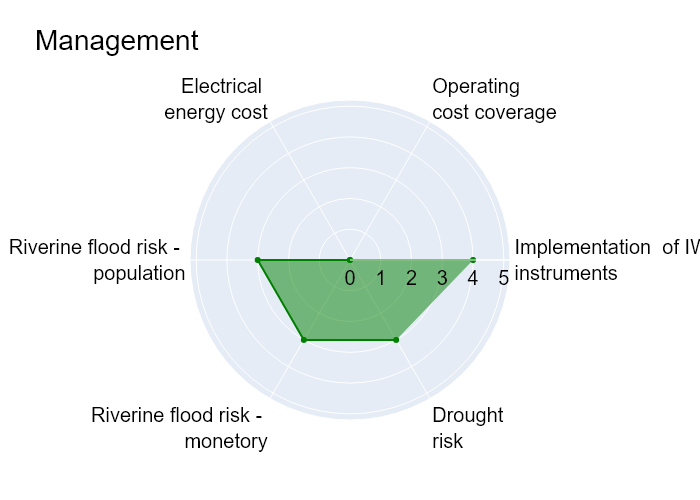 Management
Electrical
energy cost
Operating
cost coverage
Riverine flood risk -
population
Implementation  of
instruments
0 1 2 3 4 5
Riverine flood risk -
monetory
Drought
risk